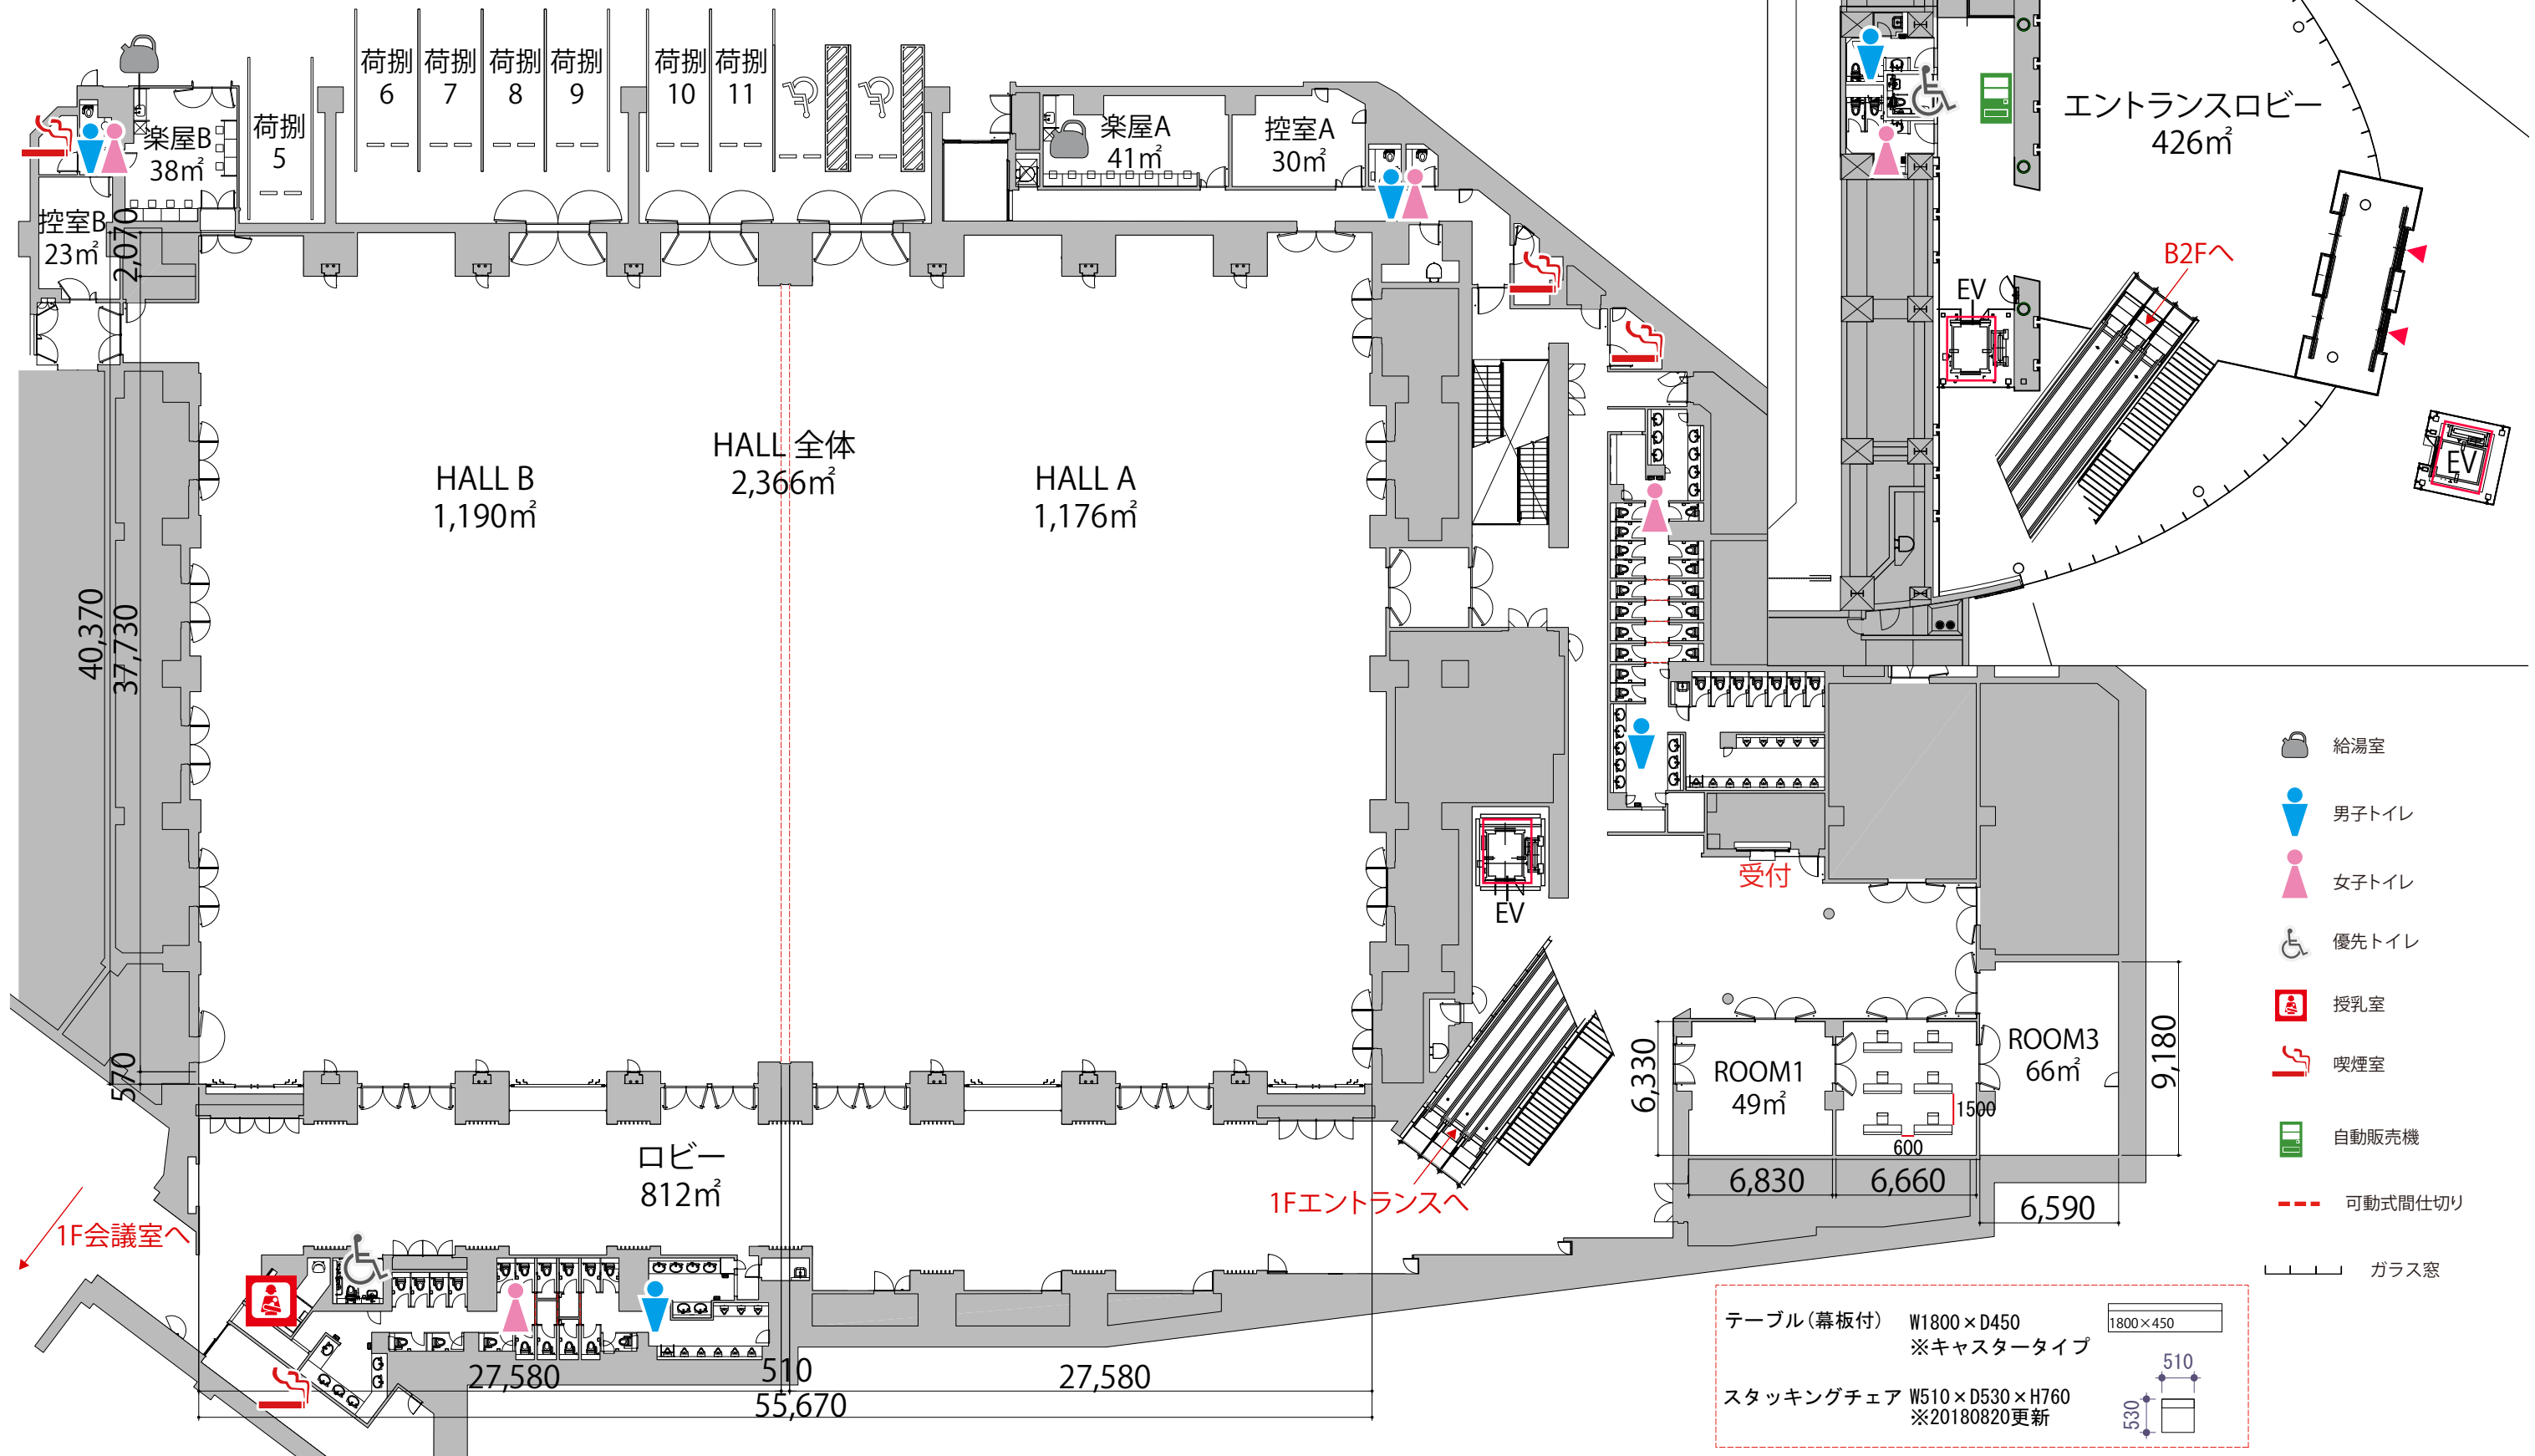 荷捌
6
荷捌
7
荷捌
8
荷捌
9
荷捌
10
荷捌
11
荷捌
5
楽屋B
38㎡
控室B
23㎡
楽屋A
41㎡
控室A
30㎡
エントランスロビー
426㎡
B2Fへ
EV
EV
2,070
HALL B
1,190㎡
HALL 全体
2,366㎡
HALL A
1,176㎡
40,370
37,730
570
受付
EV
ROOM1
49㎡
ROOM3
66㎡
6,330
9,180
1500
600
6,830
6,660
6,590
ロビー
812㎡
1Fエントランスへ
1F会議室へ
27,580
510
27,580
55,670
給湯室
男子トイレ
女子トイレ
優先トイレ
授乳室
喫煙室
自動販売機
可動式間仕切り
ガラス窓
テーブル(幕板付) W1800×D450
※キャスタータイプ
1800×450
スタッキングチェア W510×D530×H760
※20180820更新
510
530